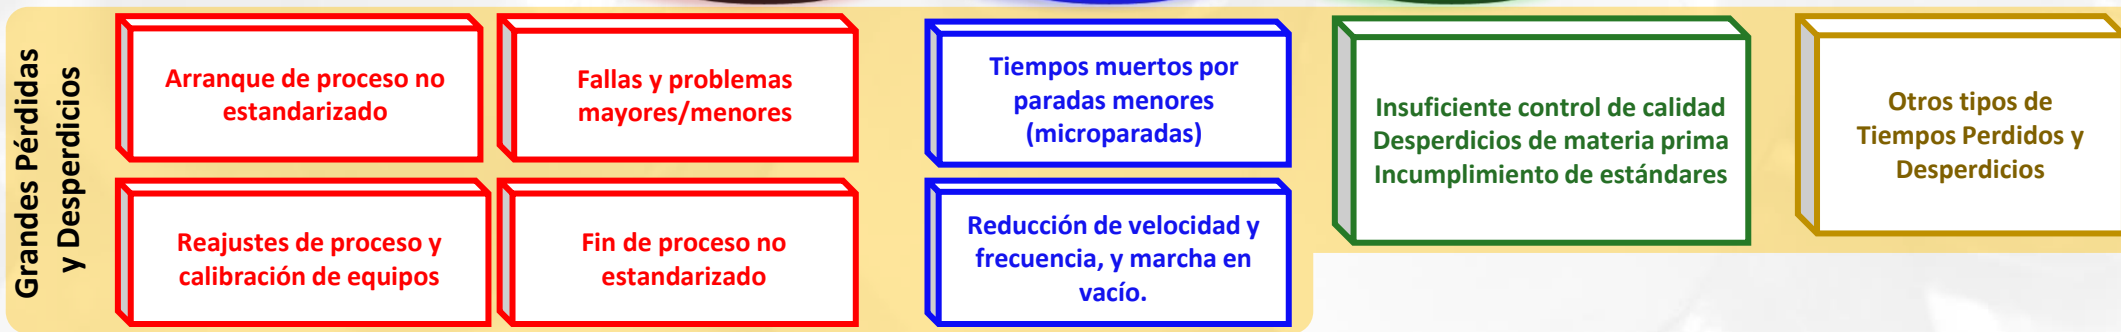 Grandes Pérdidas
y Desperdicios
Arranque de proceso no
estandarizado
Fallas y problemas
mayores/menores
Tiempos muertos por
paradas menores
(microparadas)
Insuficiente control de calidad
Desperdicios de materia prima
Incumplimiento de estándares
Otros tipos de
Tiempos Perdidos y
Desperdicios
Reajustes de proceso y
calibración de equipos
Fin de proceso no
estandarizado
Reducción de velocidad y
frecuencia, y marcha en
vacío.